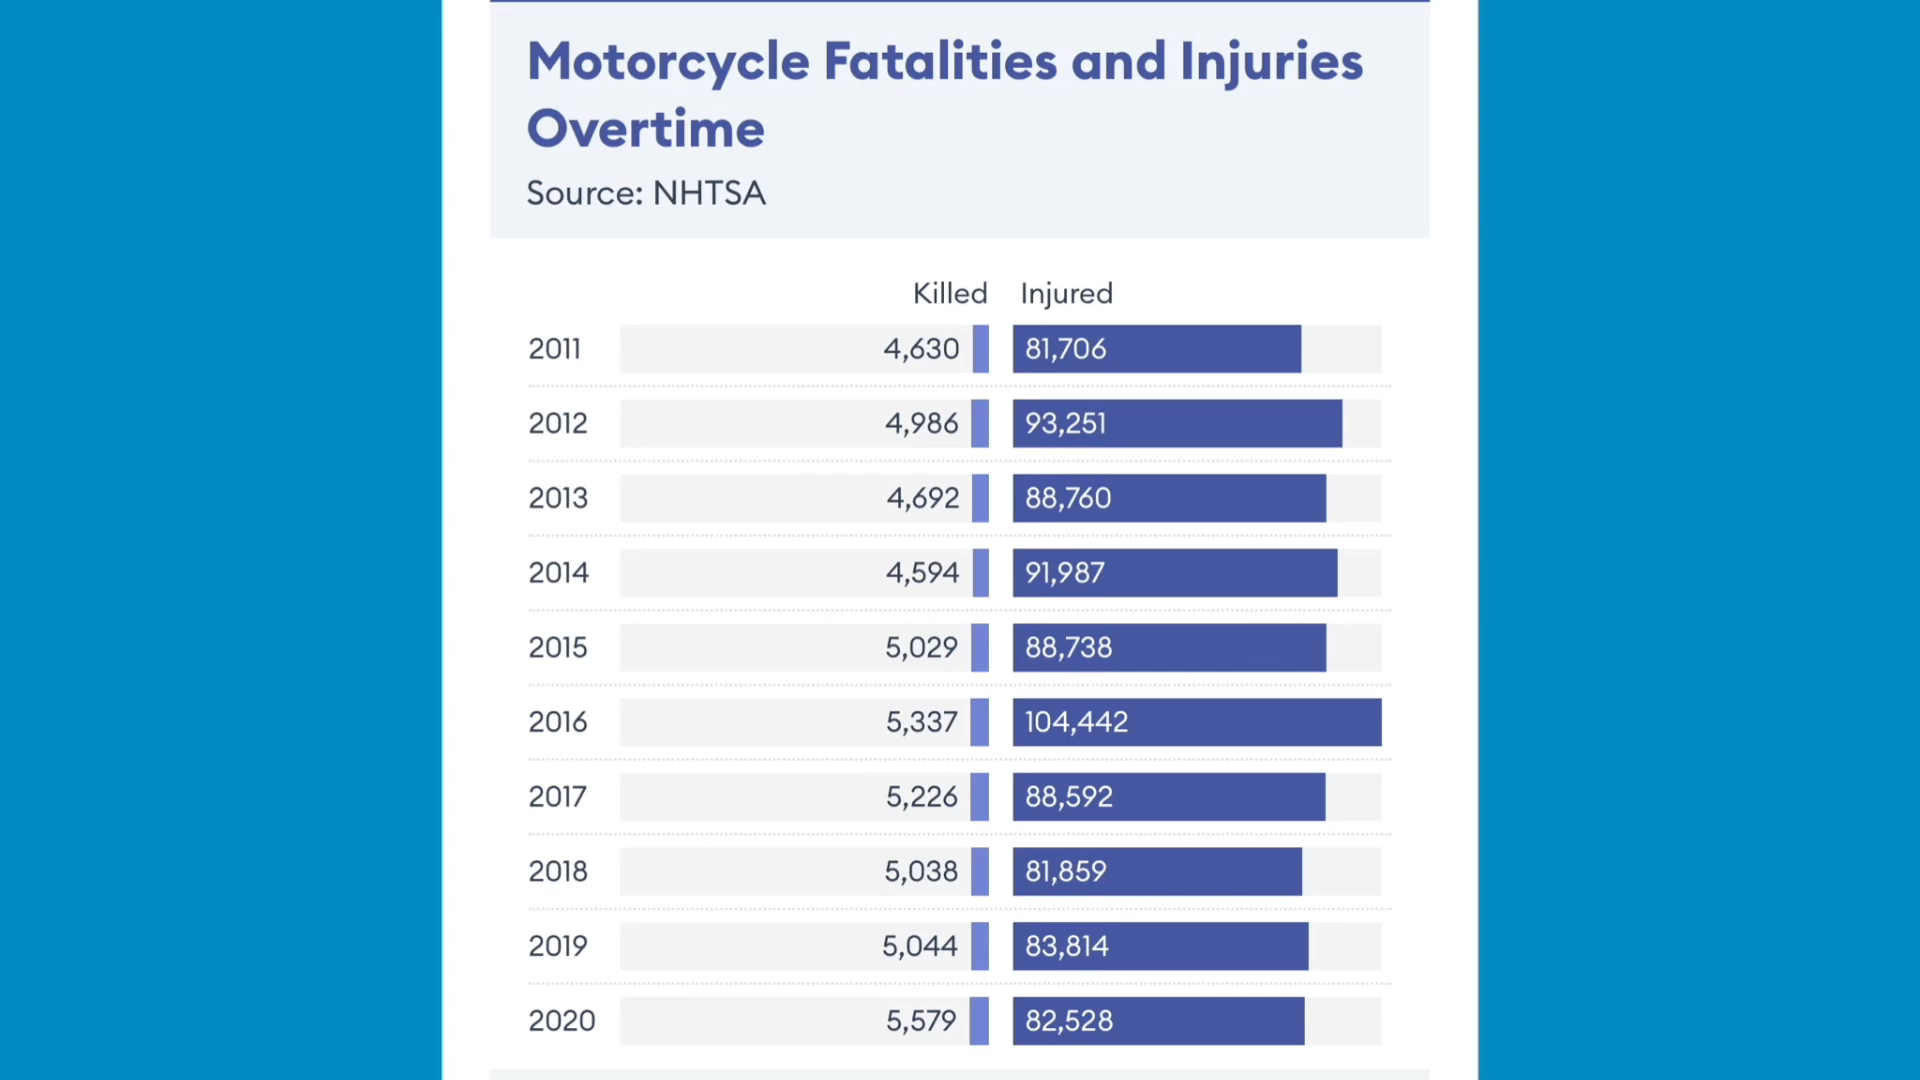 Motorcycle Fatalities and Injuries
Overtime
Source: NHTSA
Killed Injured
2011 4,630 81,706
2012 4,986 93,251
2013 4,692 88,760
2014 4,594 91,987
2015 5,029 88,738
2016 5,337 104,442
2017 5,226 88,592
2018 5,038 81,859
2019 5,044 83,814
2020 5,579 82,528